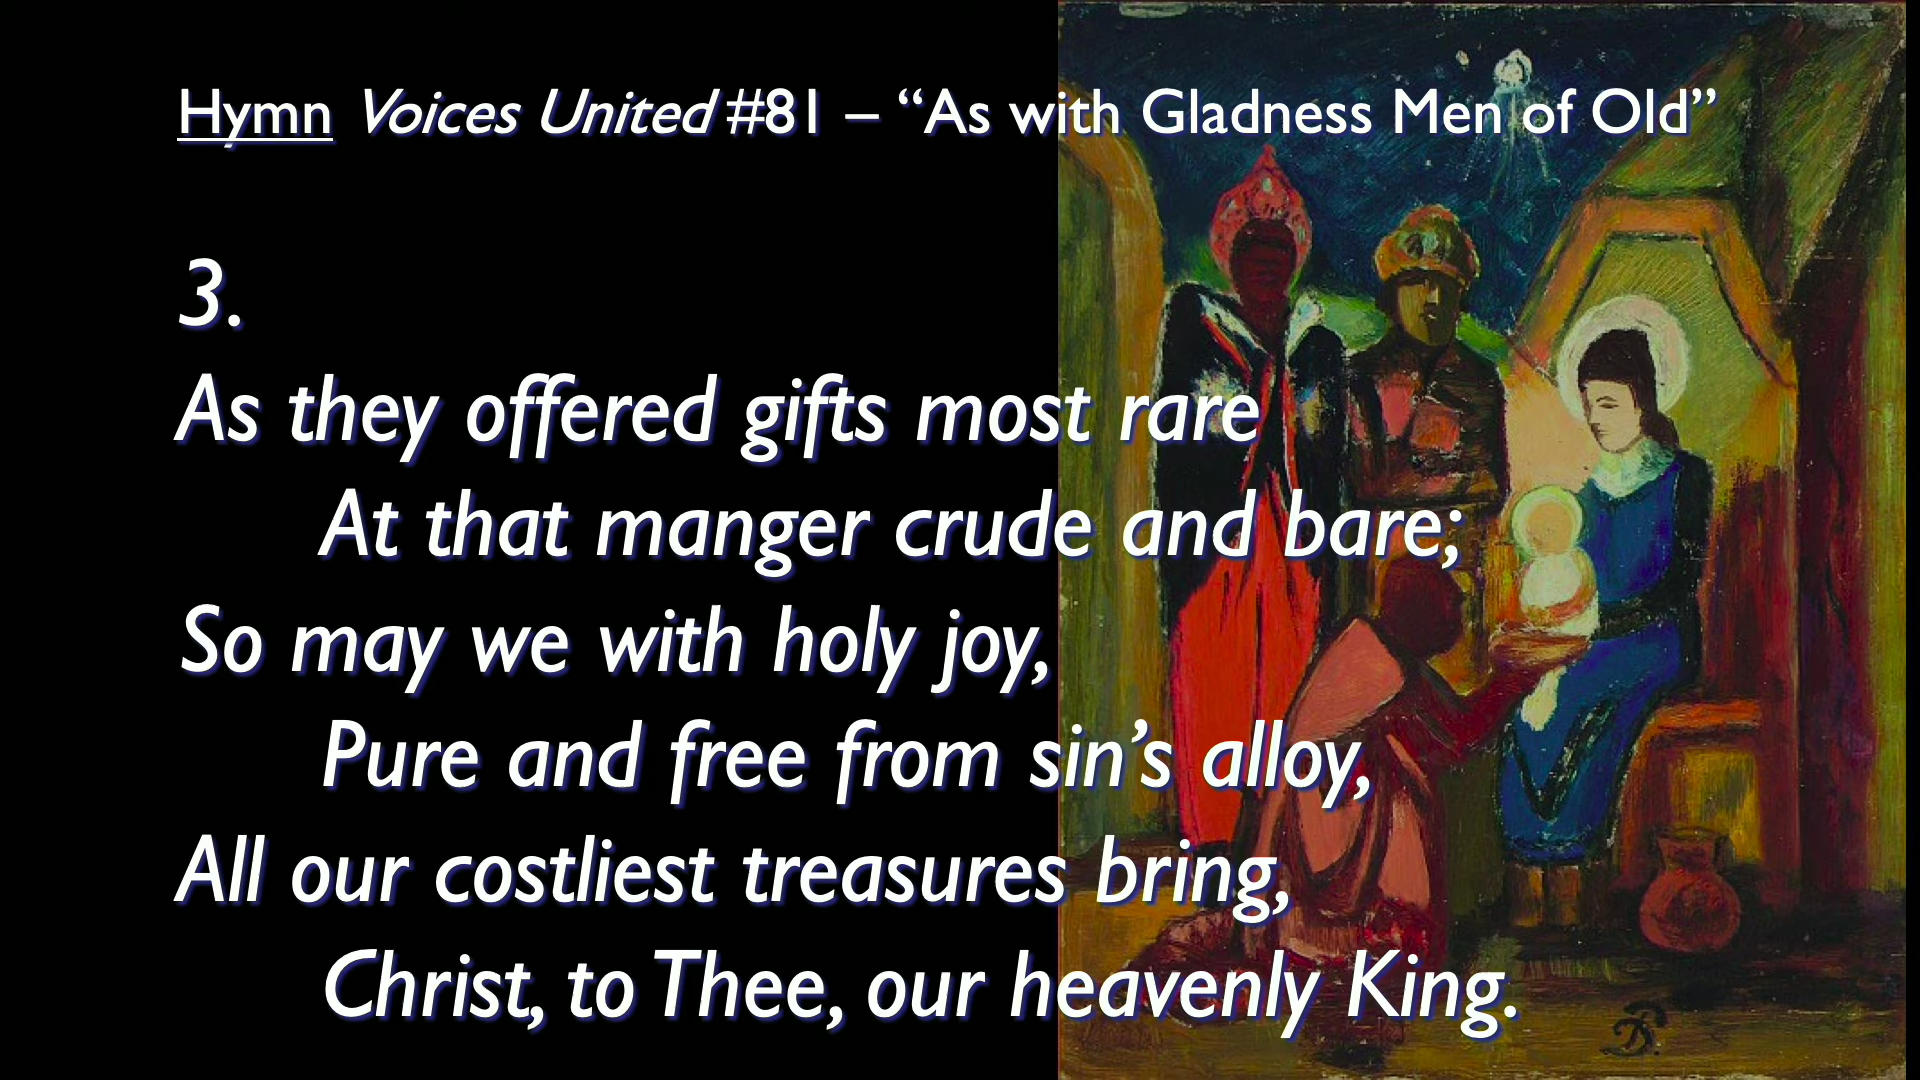 Hymn Voices United #81 – “As with Gladness Men of Old”
3.
As they offered gifts most rare
At that manger crude and bare;
So may we with holy joy,
Pure and free from sin’s alloy,
All our costliest treasures bring,
Christ, to Thee, our heavenly King.